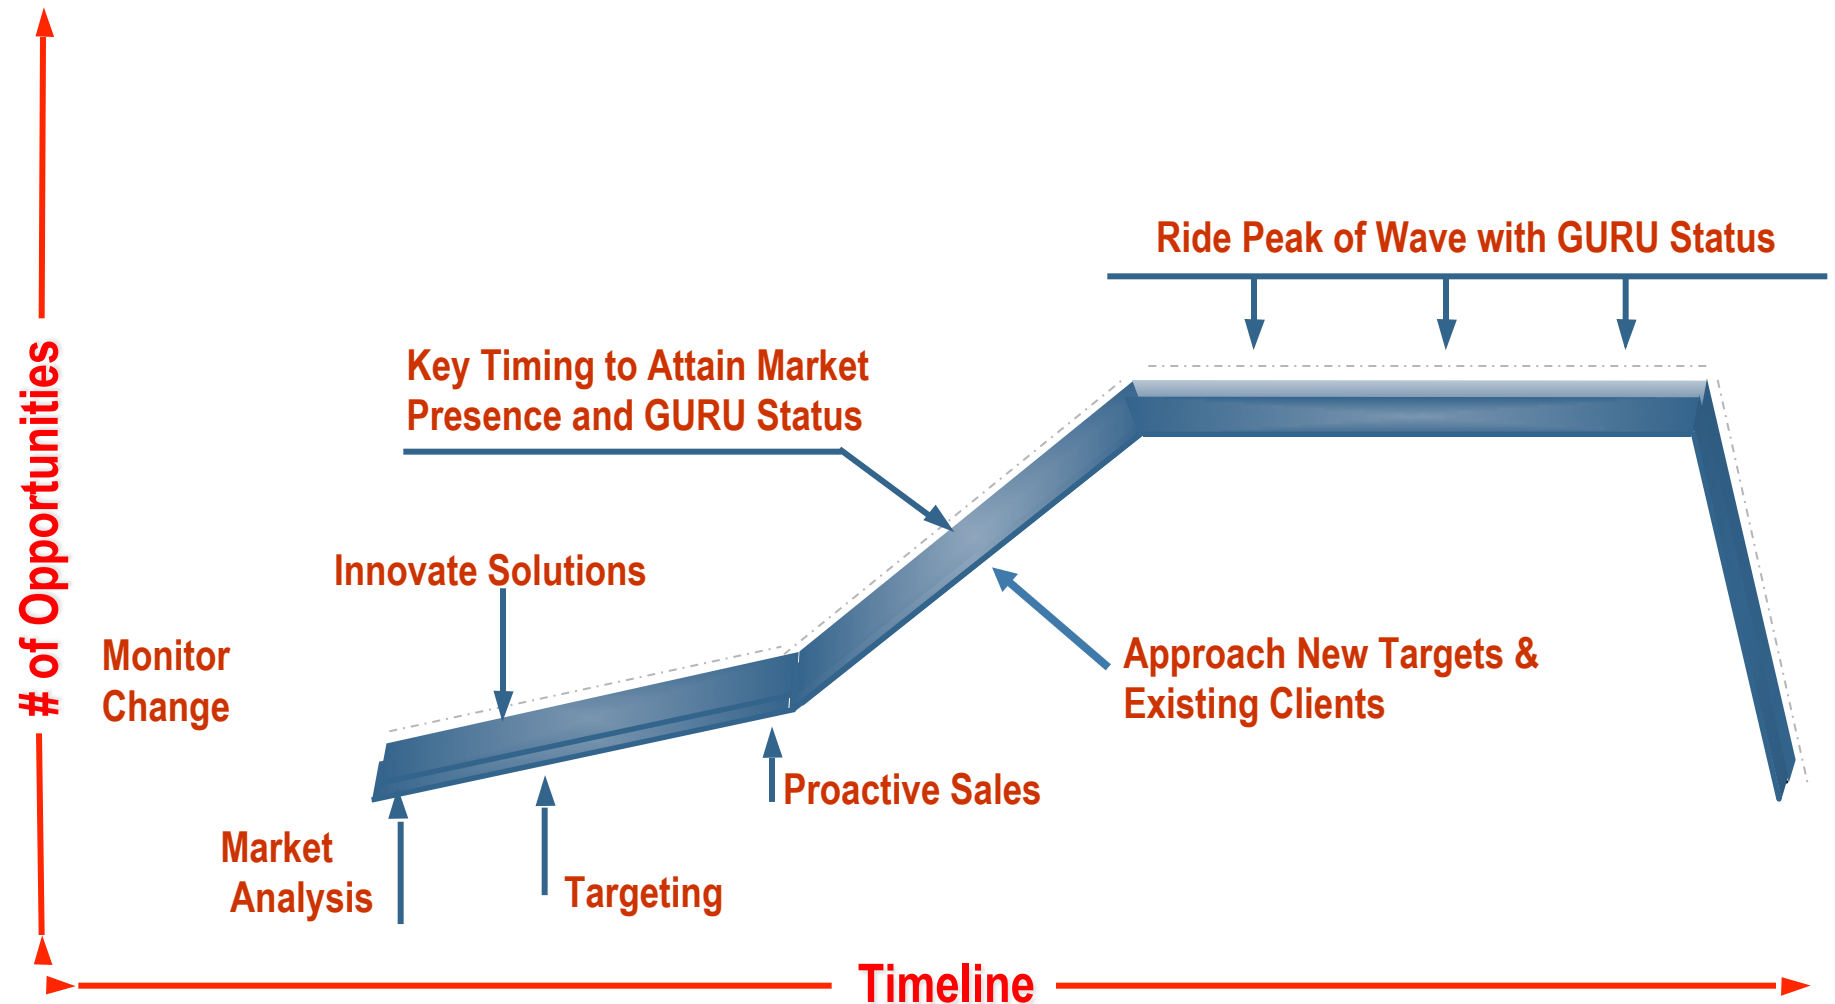 Ride Peak of Wave with GURU Status
Key Timing to Attain Market
Presence and GURU Status
Innovate Solutions
Monitor
Change
Approach New Targets &
Existing Clients
Proactive Sales
Market
Analysis
Targeting
# of Opportunities
Timeline